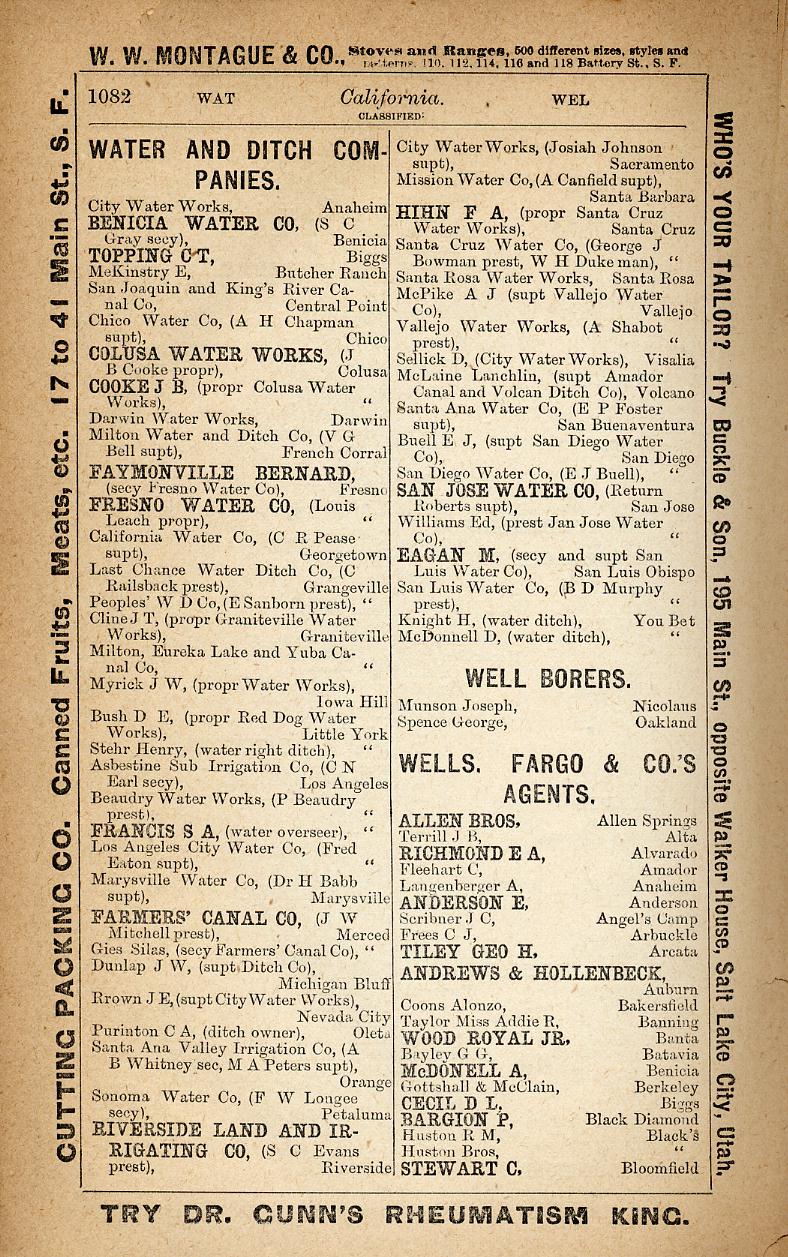 W. W. MONTAGUE & CO., Stoves and Ranges, 500 different sizes, styles and
patterns. 110, 112, 114, 116 and 118 Battery St., S. F.
1082 WAT California. WEL
CLASSIFIED:
CUTTING PACKING CO. Canned Fruits, Meats, etc. 17 to 41 Main St., S. F.
WATER AND DITCH COM-
PANIES.
City Water Works, Anaheim
BENICIA WATER CO, (S C
Gray secy), Benicia
TOPPING C T, Biggs
McKinstry E, Butcher Ranch
San Joaquin and King's River Ca-
nal Co, Central Point
Chico Water Co, (A H Chapman
supt), Chico
COLUSA WATER WORKS, (J
B Cooke propr), Colusa
COOKE J B, (propr Colusa Water
Works), "
Darwin Water Works, Darwin
Milton Water and Ditch Co, (V G
Bell supt), French Corral
FAYMONVILLE BERNARD,
(secy Fresno Water Co), Fresno
FRESNO WATER CO, (Louis
Leach propr), "
California Water Co, (C R Pease
supt), Georgetown
Last Chance Water Ditch Co, (C
Railsback prest), Grangeville
Peoples' W D Co, (E Sanborn prest), "
Cline J T, (propr Graniteville Water
Works), Graniteville
Milton, Eureka Lake and Yuba Ca-
nal Co, "
Myrick J W, (propr Water Works),
Iowa Hill
Bush D E, (propr Red Dog Water
Works), Little York
Stehr Henry, (water right ditch), "
Asbestine Sub Irrigation Co, (C N
Earl secy), Los Angeles
Beaudry Water Works, (P Beaudry
prest), "
FRANCIS S A, (water overseer), "
Los Angeles City Water Co, (Fred
Eaton supt), "
Marysville Water Co, (Dr H Babb
supt), Marysville
FARMERS' CANAL CO, (J W
Mitchell prest), Merced
Gies Silas, (secy Farmers' Canal Co), "
Dunlap J W, (supt Ditch Co),
Michigan Bluff
Brown J E, (supt City Water Works),
Nevada City
Purinton C A, (ditch owner), Oleta
Santa Ana Valley Irrigation Co, (A
B Whitney sec, M A Peters supt),
Orange
Sonoma Water Co, (F W Lougee
secy), Petaluma
RIVERSIDE LAND AND IR-
RIGATING CO, (S C Evans
prest), Riverside
City Water Works, (Josiah Johnson
supt), Sacramento
Mission Water Co, (A Canfield supt),
Santa Barbara
HIHN F A, (propr Santa Cruz
Water Works), Santa Cruz
Santa Cruz Water Co, (George J
Bowman prest, W H Duke man), "
Santa Rosa Water Works, Santa Rosa
McPike A J (supt Vallejo Water
Co), Vallejo
Vallejo Water Works, (A Shabot
prest), "
Sellick D, (City Water Works), Visalia
McLaine Lanchlin, (supt Amador
Canal and Volcan Ditch Co), Volcano
Santa Ana Water Co, (E P Foster
supt), San Buenaventura
Buell E J, (supt San Diego Water
Co), San Diego
San Diego Water Co, (E J Buell), "
SAN JOSE WATER CO, (Return
Roberts supt), San Jose
Williams Ed, (prest Jan Jose Water
Co), "
EAGAN M, (secy and supt San
Luis Water Co), San Luis Obispo
San Luis Water Co, (B D Murphy
prest), "
Knight H, (water ditch), You Bet
McDonnell D, (water ditch), "
WELL BORERS.
Munson Joseph, Nicolaus
Spence George, Oakland
WELLS. FARGO & CO.'S
AGENTS.
ALLEN BROS, Allen Springs
Terrill J B, Alta
RICHMOND E A, Alvarado
Fleehart C, Amador
Langenberger A, Anaheim
ANDERSON E, Anderson
Scribner J C, Angel's Camp
Frees C J, Arbuckle
TILEY GEO H, Arcata
ANDREWS & HOLLENBECK,
Auburn
Coons Alonzo, Bakersfield
Taylor Miss Addie R, Banning
WOOD ROYAL JR, Banta
Bayley G G, Batavia
McDONELL A, Benicia
Gottshall & McClain, Berkeley
CECIL D L, Biggs
BARGION P, Black Diamond
Huston R M, Black's
Huston Bros, "
STEWART C, Bloomfield
WHO'S YOUR TAILOR? Try Buckle & Son, 195 Main St., opposite Walker House, Salt Lake City, Utah.
TRY DR. GUNN'S RHEUMATISM KING.